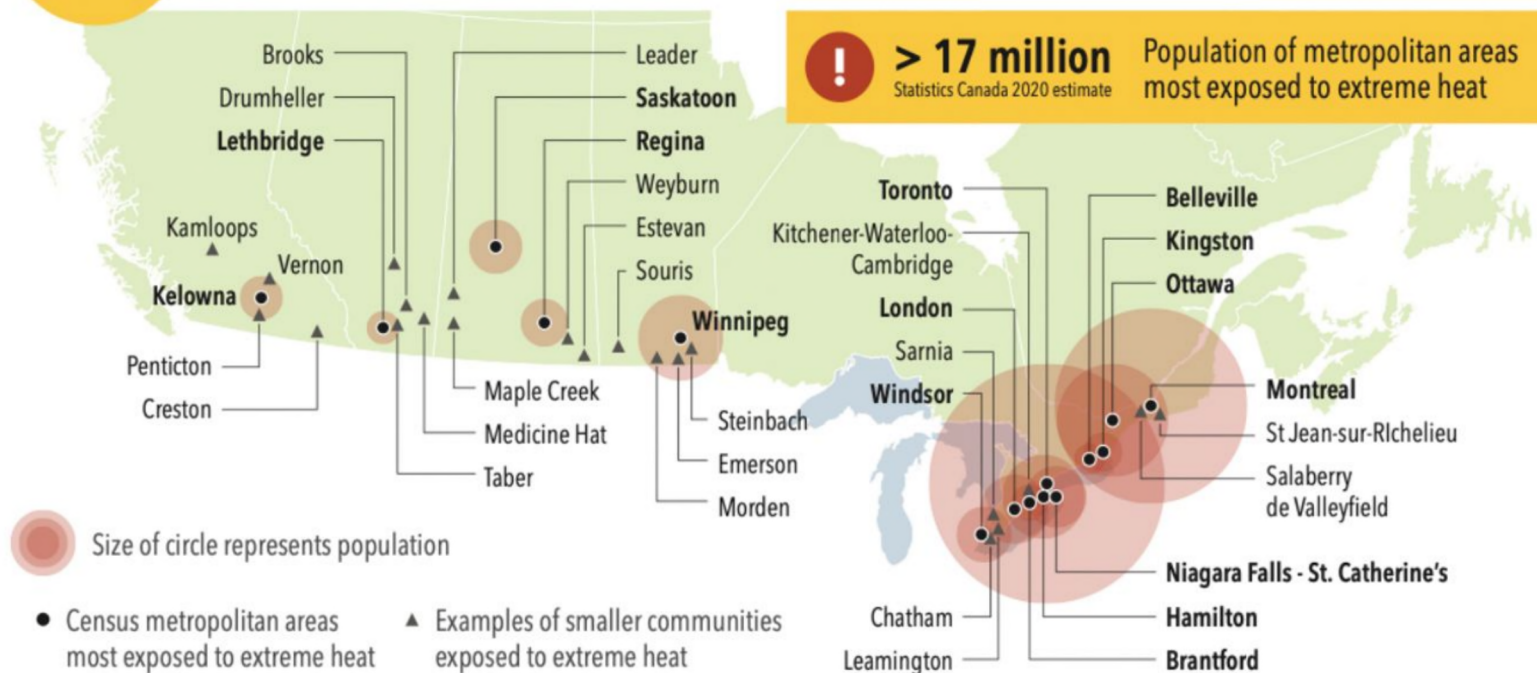 ! > 17 million
Statistics Canada 2020 estimate
Population of metropolitan areas
most exposed to extreme heat
Brooks
Drumheller
Lethbridge
Leader
Saskatoon
Regina
Weyburn
Estevan
Souris
Kamloops
Vernon
Kelowna
Penticton
Creston
Winnipeg
Maple Creek
Medicine Hat
Taber
Steinbach
Emerson
Morden
Toronto
Kitchener-Waterloo-
Cambridge
London
Sarnia
Windsor
Belleville
Kingston
Ottawa
Montreal
St Jean-sur-RIchelieu
Salaberry
de Valleyfield
Niagara Falls - St. Catherine's
Hamilton
Brantford
Chatham
Leamington
Size of circle represents population
Census metropolitan areas
most exposed to extreme heat
Examples of smaller communities
exposed to extreme heat